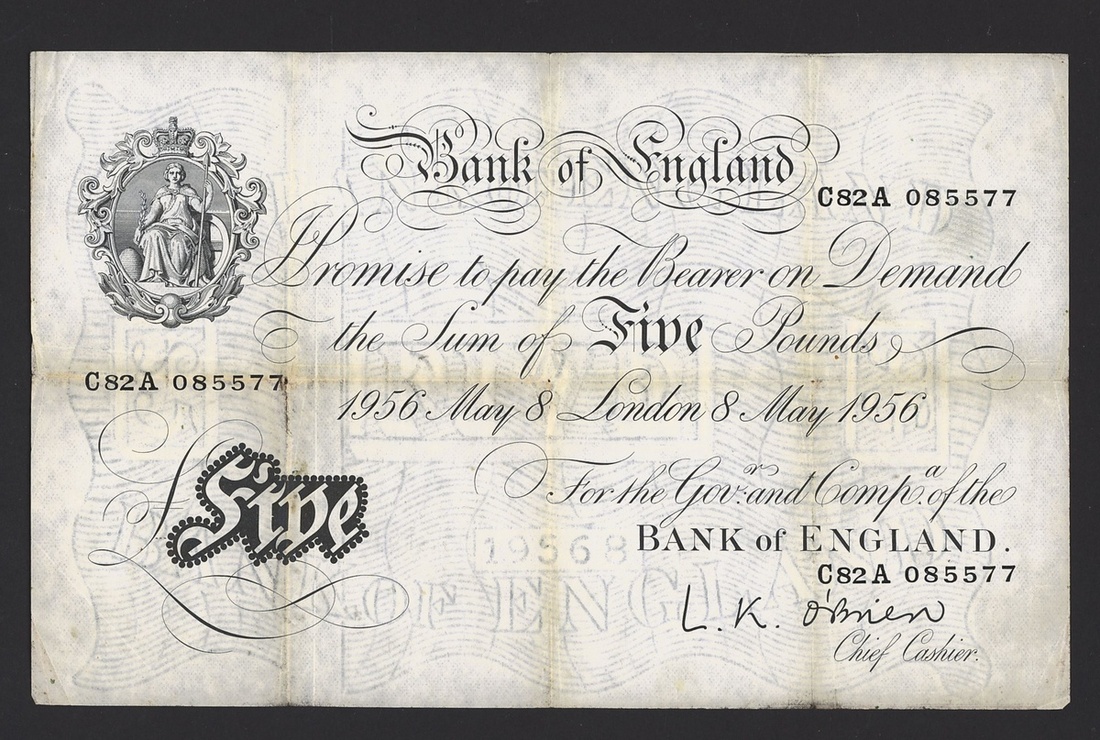 Bank of England
C82A 085577
I Promise to pay the Bearer on Demand
the Sum of Five Pounds
C82A 085577
1956 May 8 London 8 May 1956
For the Govr. and Compa. of the
BANK of ENGLAND.
£ Five
19568
C82A 085577
L. K. O'Brien
Chief Cashier.